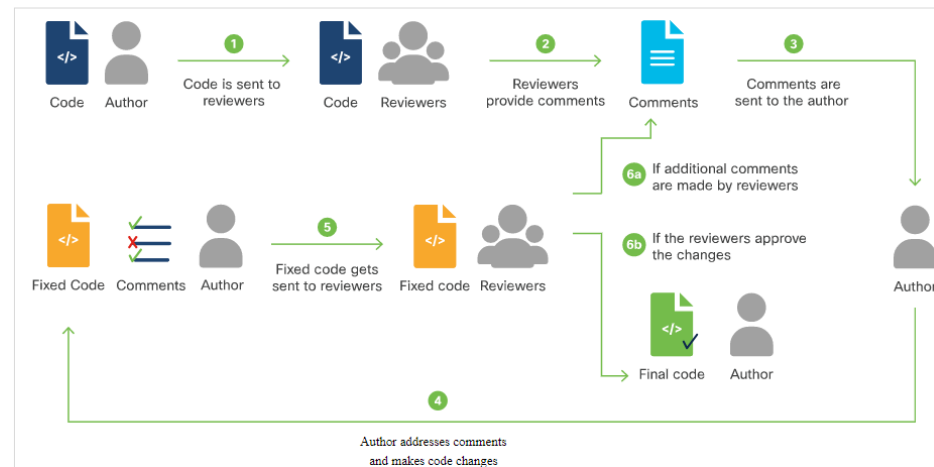 1
2
3
</>
</>
Code
Author
Code is sent to
reviewers
Code
Reviewers
Reviewers
provide comments
Comments
Comments are
sent to the author
6a
If additional comments
are made by reviewers
</>
5
</>
6b
If the reviewers approve
the changes
Fixed Code
Comments
Author
Fixed code gets
sent to reviewers
Fixed code
Reviewers
Author
</>
Final code
Author
4
Author addresses comments
and makes code changes